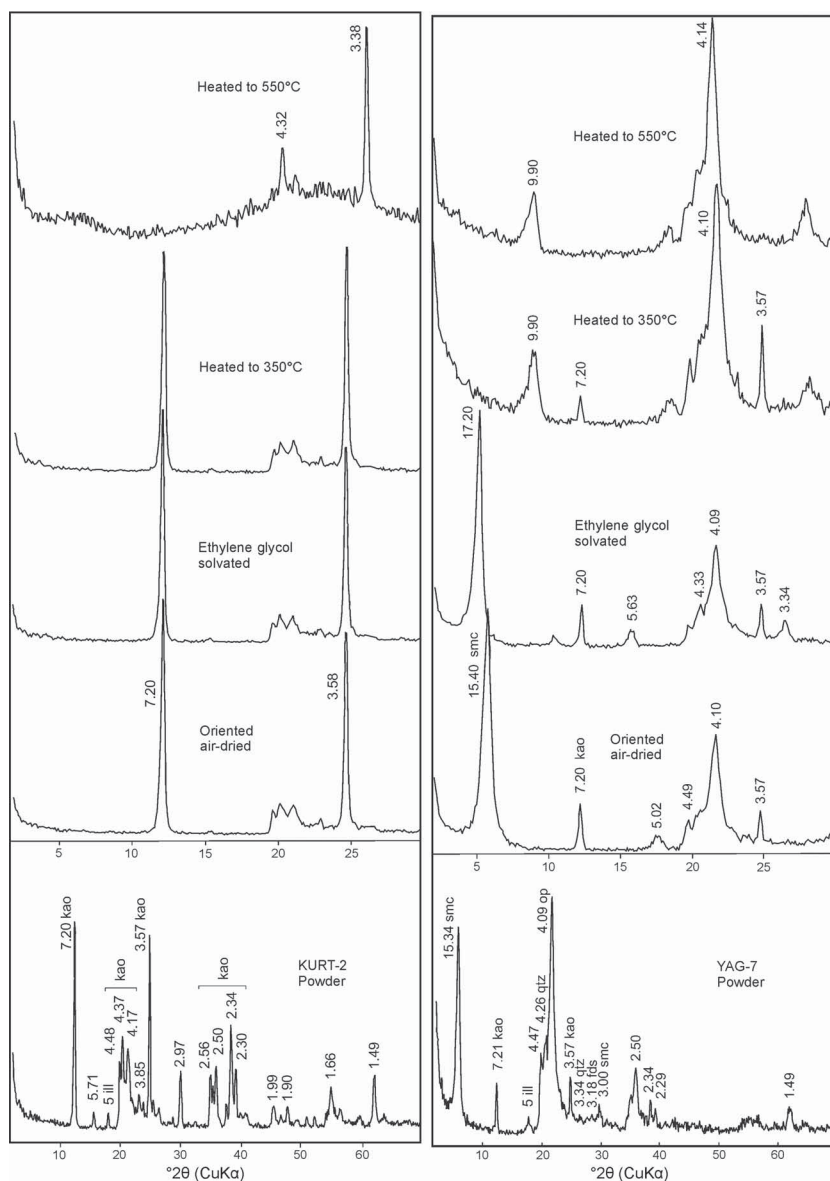 3.38
Heated to 550°C
4.32
Heated to 350°C
Ethylene glycol
solvated
7.20
3.58
Oriented
air-dried
5
10
15
20
25
7.20 kao
3.57 kao
kao
kao
KURT-2
Powder
5.71
5 ill
4.48
4.37
4.17
3.85
2.97
2.56
2.50
2.34
2.30
1.99
1.90
1.66
1.49
10
20
30
40
50
60
°2θ (CuKα)
4.14
Heated to 550°C
9.90
4.10
Heated to 350°C
9.90
7.20
3.57
17.20
Ethylene glycol
solvated
7.20
5.63
4.33
4.09
3.57
3.34
15.40 smc
Oriented
air-dried
7.20 kao
5.02
4.49
4.10
3.57
5
10
15
20
25
15.34 smc
4.09 op
YAG-7
Powder
7.21 kao
5 ill
4.47
4.26 qtz
3.57 kao
3.34 qtz
3.18 fds
3.00 smc
2.50
2.34
2.29
1.49
10
20
30
40
50
60
°2θ (CuKα)